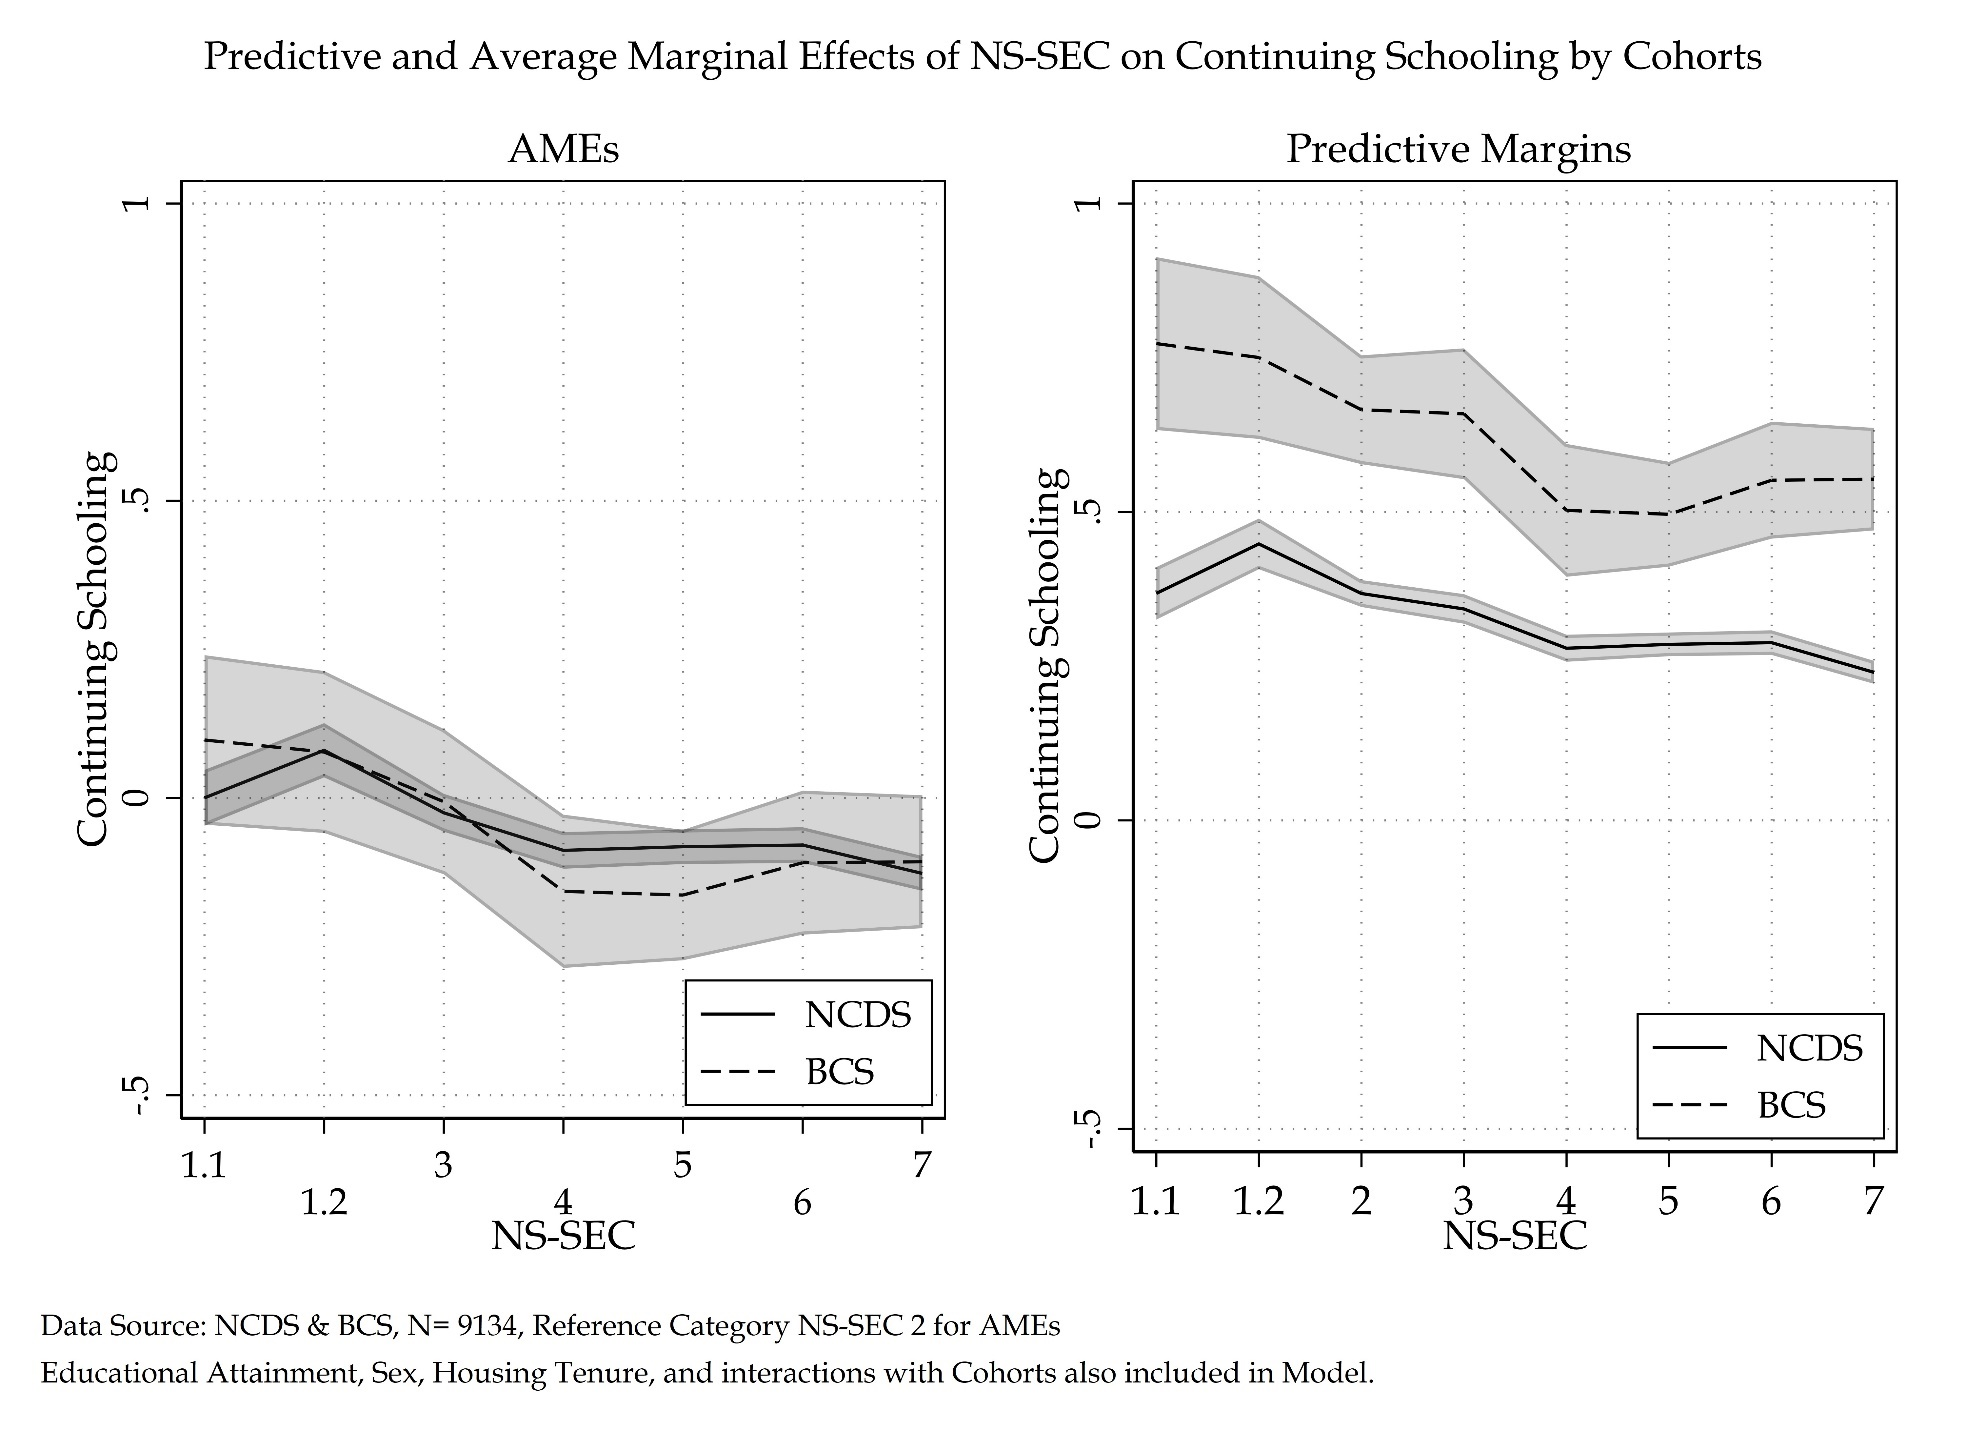 Predictive and Average Marginal Effects of NS-SEC on Continuing Schooling by Cohorts
AMEs
Continuing Schooling
1
.5
0
-.5
1.1
1.2
3
4
5
6
7
NS-SEC
NCDS
BCS
Predictive Margins
Continuing Schooling
1
.5
0
-.5
1.1 1.2 2 3 4 5 6 7
NS-SEC
NCDS
BCS
Data Source: NCDS & BCS, N= 9134, Reference Category NS-SEC 2 for AMEs
Educational Attainment, Sex, Housing Tenure, and interactions with Cohorts also included in Model.